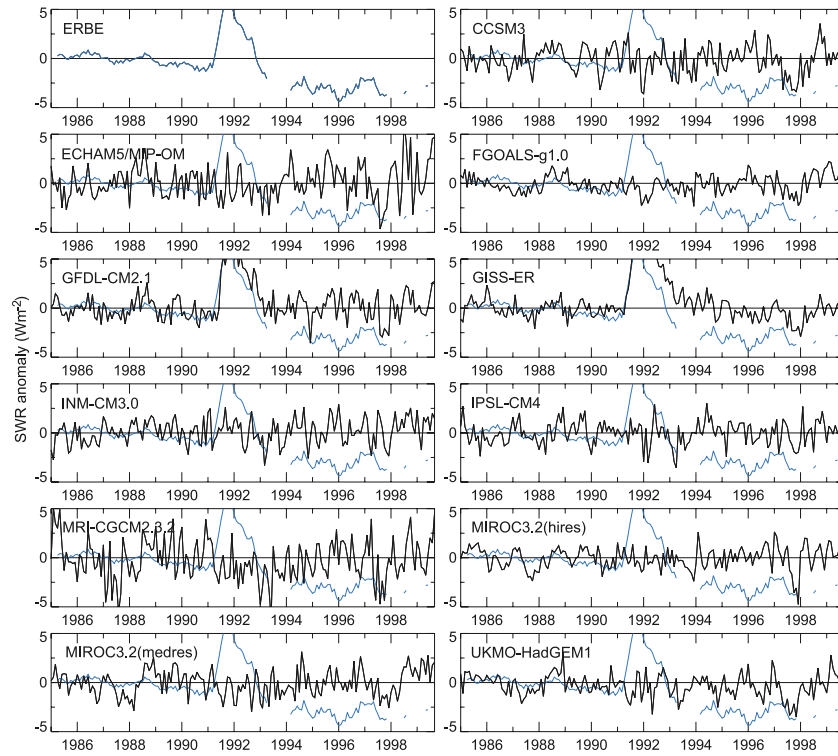 5 ERBE 5 CCSM3
0 0
-5 -5
1986 1988 1990 1992 1994 1996 1998 1986 1988 1990 1992 1994 1996 1998
5 ECHAM5/MIP-OM 5 FGOALS-g1.0
0 0
-5 -5
1986 1988 1990 1992 1994 1996 1998 1986 1988 1990 1992 1994 1996 1998
5 GFDL-CM2.1 5 GISS-ER
0 0
-5 -5
1986 1988 1990 1992 1994 1996 1998 1986 1988 1990 1992 1994 1996 1998
SWR anomaly (Wm-2)
5 INM-CM3.0 5 IPSL-CM4
0 0
-5 -5
1986 1988 1990 1992 1994 1996 1998 1986 1988 1990 1992 1994 1996 1998
5 MRI-CGCM2.3.2 5 MIROC3.2(hires)
0 0
-5 -5
1986 1988 1990 1992 1994 1996 1998 1986 1988 1990 1992 1994 1996 1998
5 MIROC3.2(medres) 5 UKMO-HadGEM1
0 0
-5 -5
1986 1988 1990 1992 1994 1996 1998 1986 1988 1990 1992 1994 1996 1998